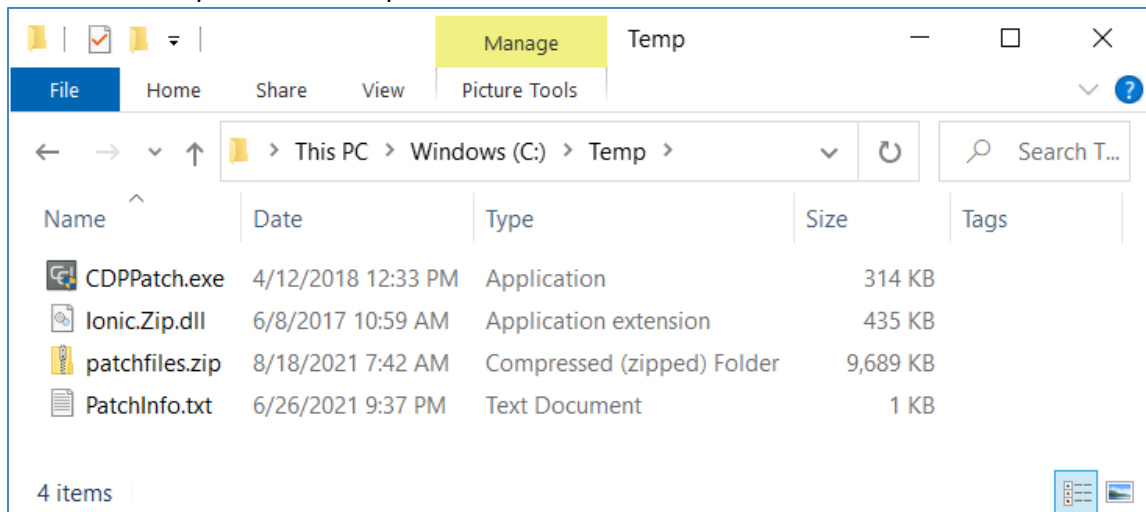 Manage Temp
File Home Share View Picture Tools ?
This PC > Windows (C:) > Temp > Search T...
Name Date Type Size Tags
CDPPatch.exe 4/12/2018 12:33 PM Application 314 KB
Ionic.Zip.dll 6/8/2017 10:59 AM Application extension 435 KB
patchfiles.zip 8/18/2021 7:42 AM Compressed (zipped) Folder 9,689 KB
PatchInfo.txt 6/26/2021 9:37 PM Text Document 1 KB
4 items